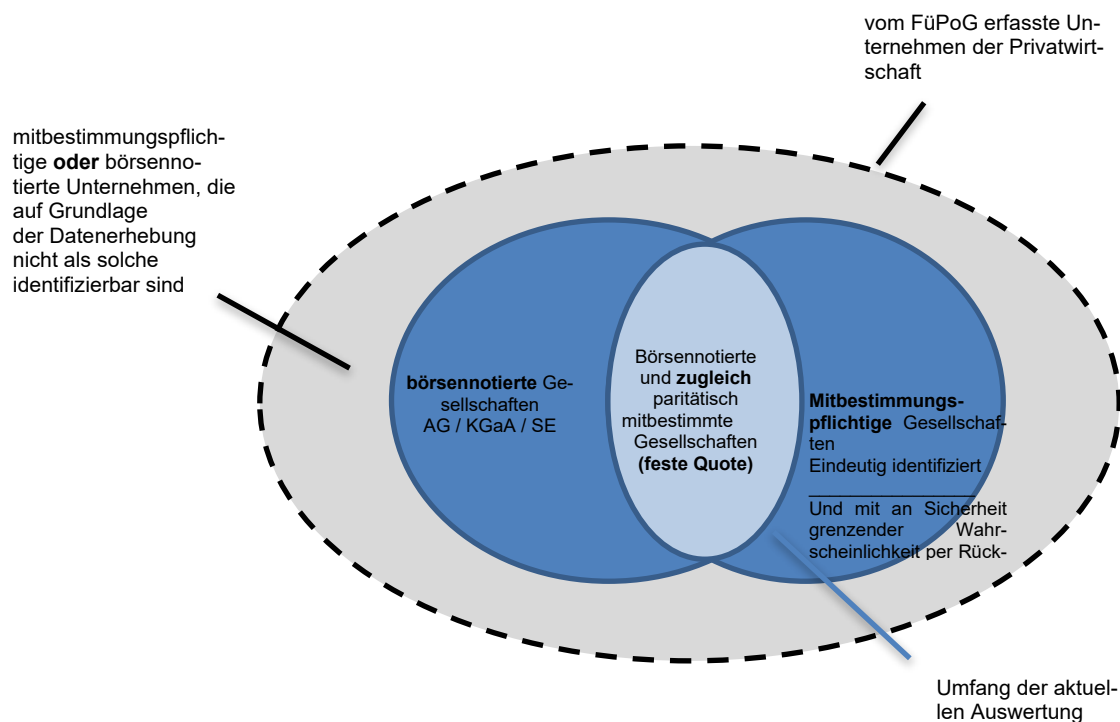 vom FüPoG erfasste Un-
ternehmen der Privatwirt-
schaft
mitbestimmungspflich-
tige oder börsenno-
tierte Unternehmen, die
auf Grundlage
der Datenerhebung
nicht als solche
identifizierbar sind
börsennotierte Ge-
sellschaften
AG / KGaA / SE
Börsennotierte
und zugleich
paritätisch
mitbestimmte
Gesellschaften
(feste Quote)
Mitbestimmungs-
pflichtige Gesellschaf-
ten
Eindeutig identifiziert
Und mit an Sicherheit
grenzender Wahr-
scheinlichkeit per Rück-
Umfang der aktuel-
len Auswertung